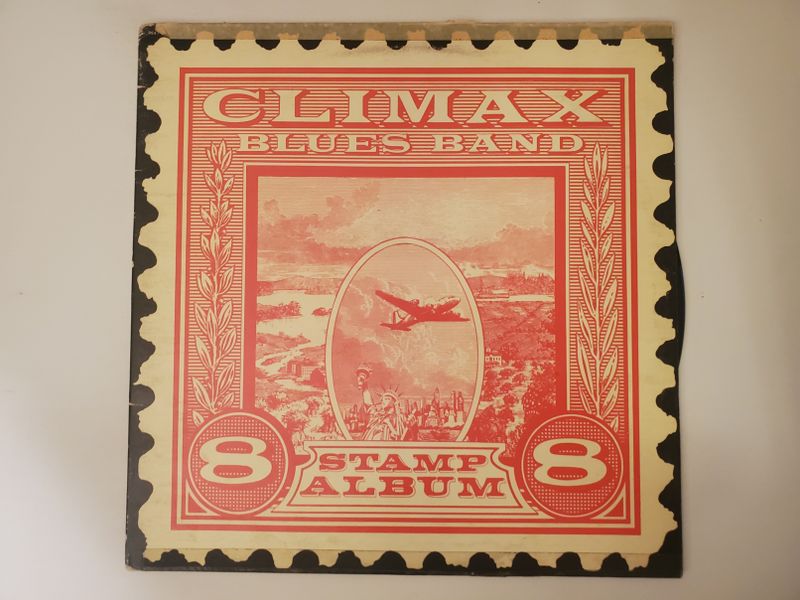 CLIMAX
BLUES BAND
8 8
STAMP
ALBUM